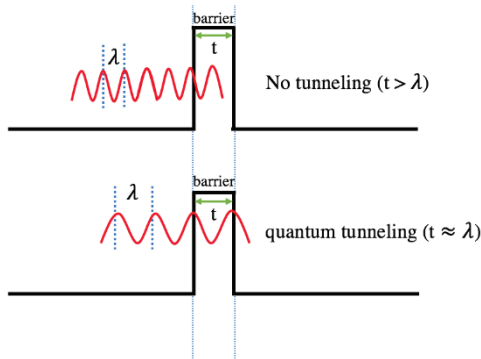 barrier
λ
t
No tunneling (t > λ)
barrier
λ
t
quantum tunneling (t ≈ λ)